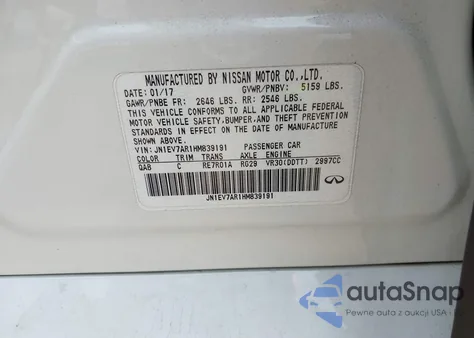 MANUFACTURED BY NISSAN MOTOR CO.,LTD.
DATE: 01/17 GVWR/PNBV: 5159 LBS.
GAWR/PNBE FR: 2646 LBS. RR: 2546 LBS.
THIS VEHICLE CONFORMS TO ALL APPLICABLE FEDERAL
MOTOR VEHICLE SAFETY,BUMPER,AND THEFT PREVENTION
STANDARDS IN EFFECT ON THE DATE OF MANUFACTURE
SHOWN ABOVE.
VIN: JN1EV7AR1HM839191 PASSENGER CAR
COLOR TRIM TRANS AXLE ENGINE
QAB C RE7R01A RG29 VR30(DDTT) 2997CC
JN1EV7AR1HM839191
autoSnap
Pewne auta z aukcji USA i